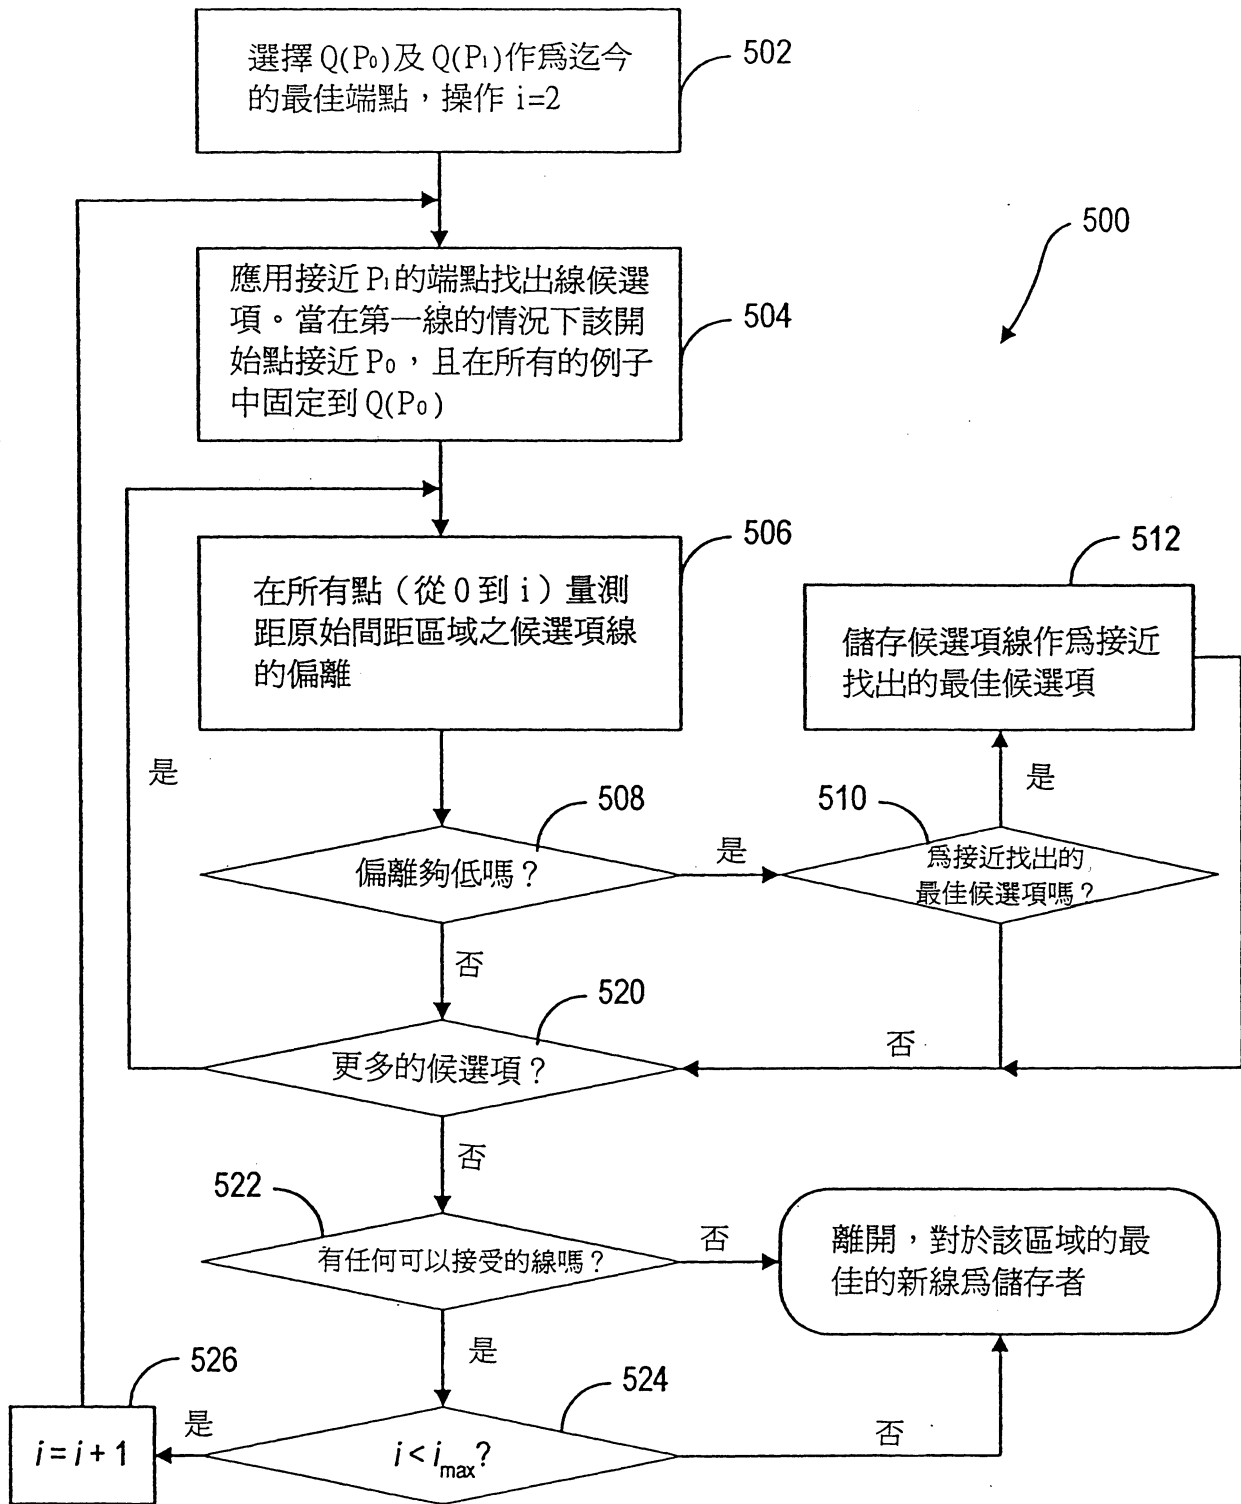 選擇 Q(P₀)及 Q(P₁)作爲迄今
的最佳端點，操作 i=2
502
500
應用接近 P₁的端點找出線候選
項。當在第一線的情況下該開
始點接近 P₀，且在所有的例子
中固定到 Q(P₀)
504
在所有點（從 0 到 i）量測
距原始間距區域之候選項線
的偏離
506
512
儲存候選項線作爲接近
找出的最佳候選項
是
是
508
偏離夠低嗎？
是
510
爲接近找出的
最佳候選項嗎？
否
520
更多的候選項？
否
否
522
有任何可以接受的線嗎？
否
離開，對於該區域的最
佳的新線爲儲存者
是
526
i = i + 1
是
524
i < i_max?
否